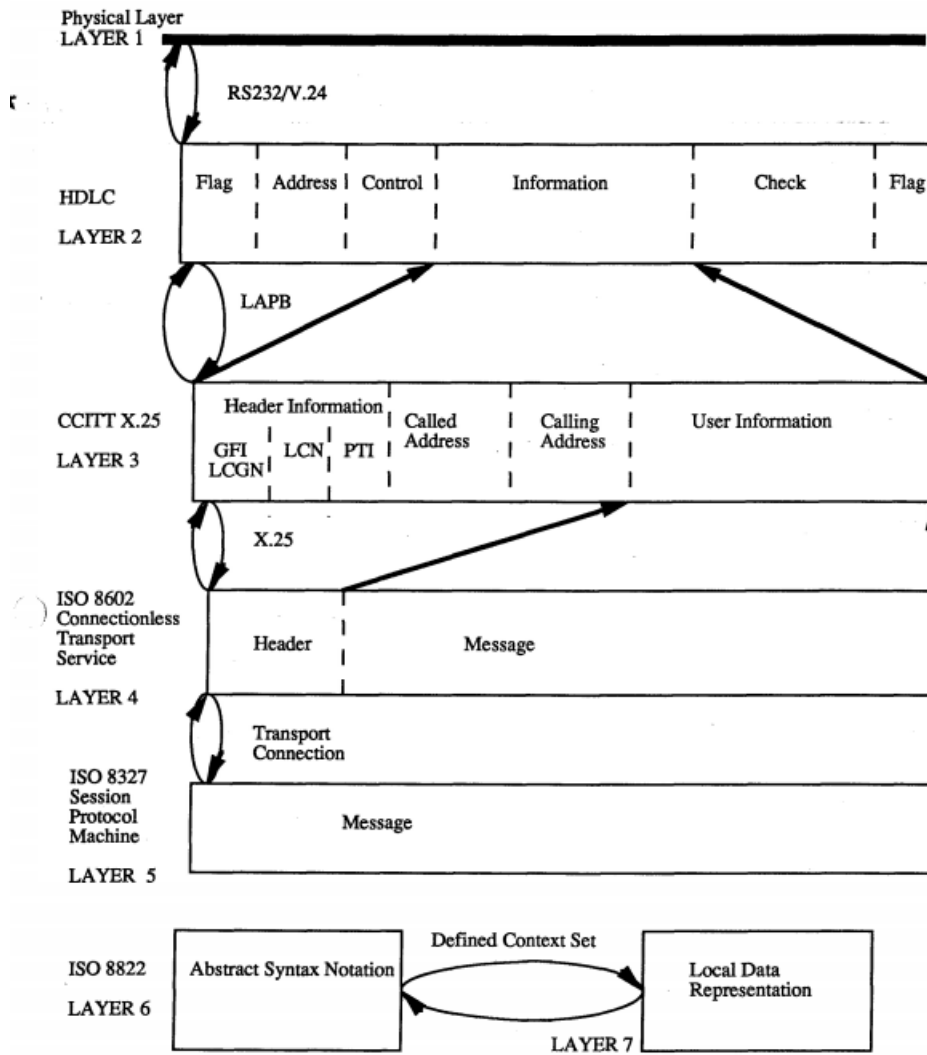 Physical Layer
LAYER 1
RS232/V.24
Flag
Address
Control
Information
Check
Flag
HDLC
LAYER 2
LAPB
CCITT X.25
LAYER 3
Header Information
GFI
LCGN
LCN
PTI
Called
Address
Calling
Address
User Information
X.25
ISO 8602
Connectionless
Transport
Service
LAYER 4
Header
Message
Transport
Connection
ISO 8327
Session
Protocol
Machine
LAYER 5
Message
ISO 8822
LAYER 6
Abstract Syntax Notation
Defined Context Set
LAYER 7
Local Data
Representation